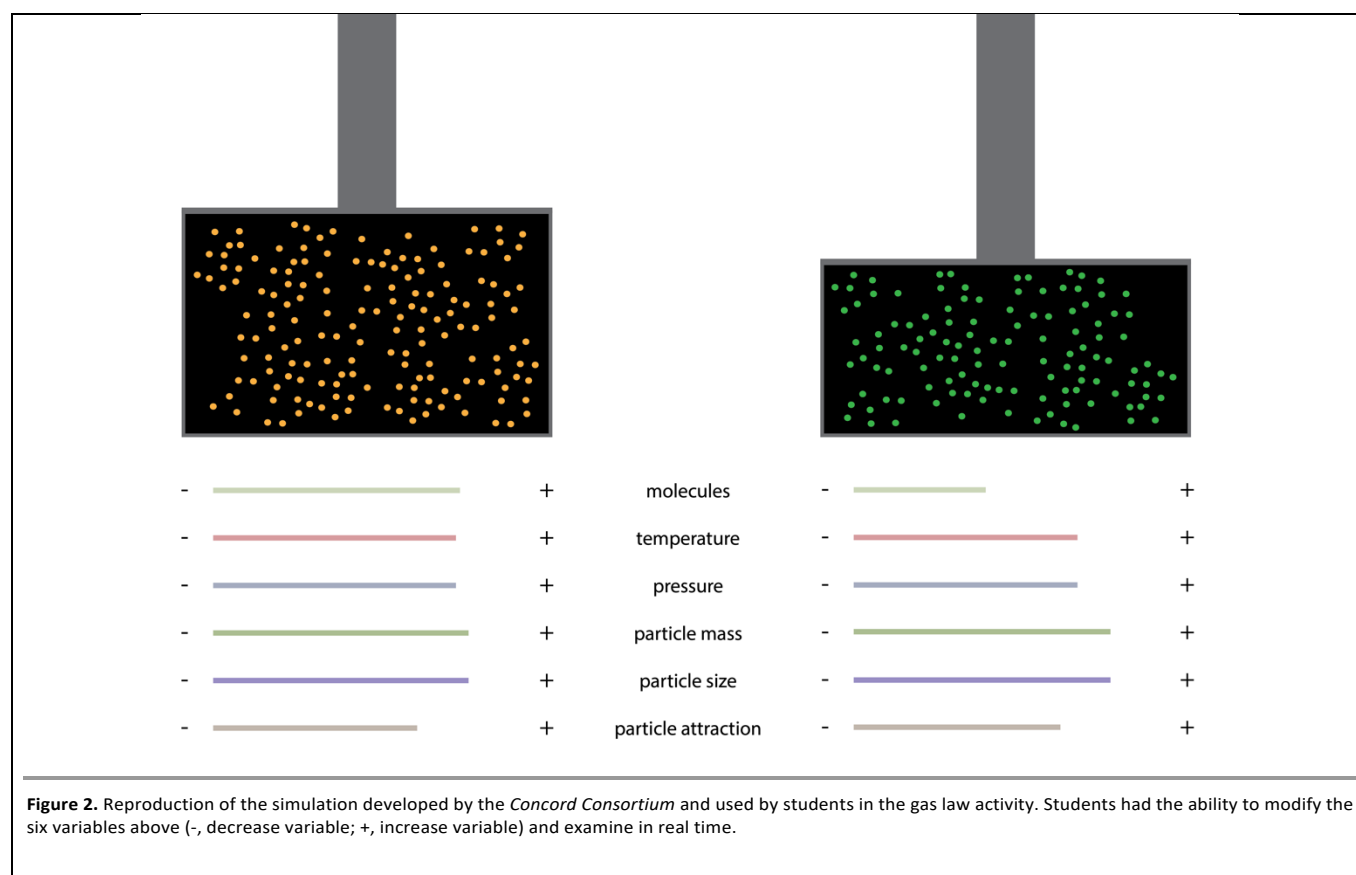 - + molecules - +
- + temperature - +
- + pressure - +
- + particle mass - +
- + particle size - +
- + particle attraction - +
Figure 2. Reproduction of the simulation developed by the Concord Consortium and used by students in the gas law activity. Students had the ability to modify the
six variables above (-, decrease variable; +, increase variable) and examine in real time.